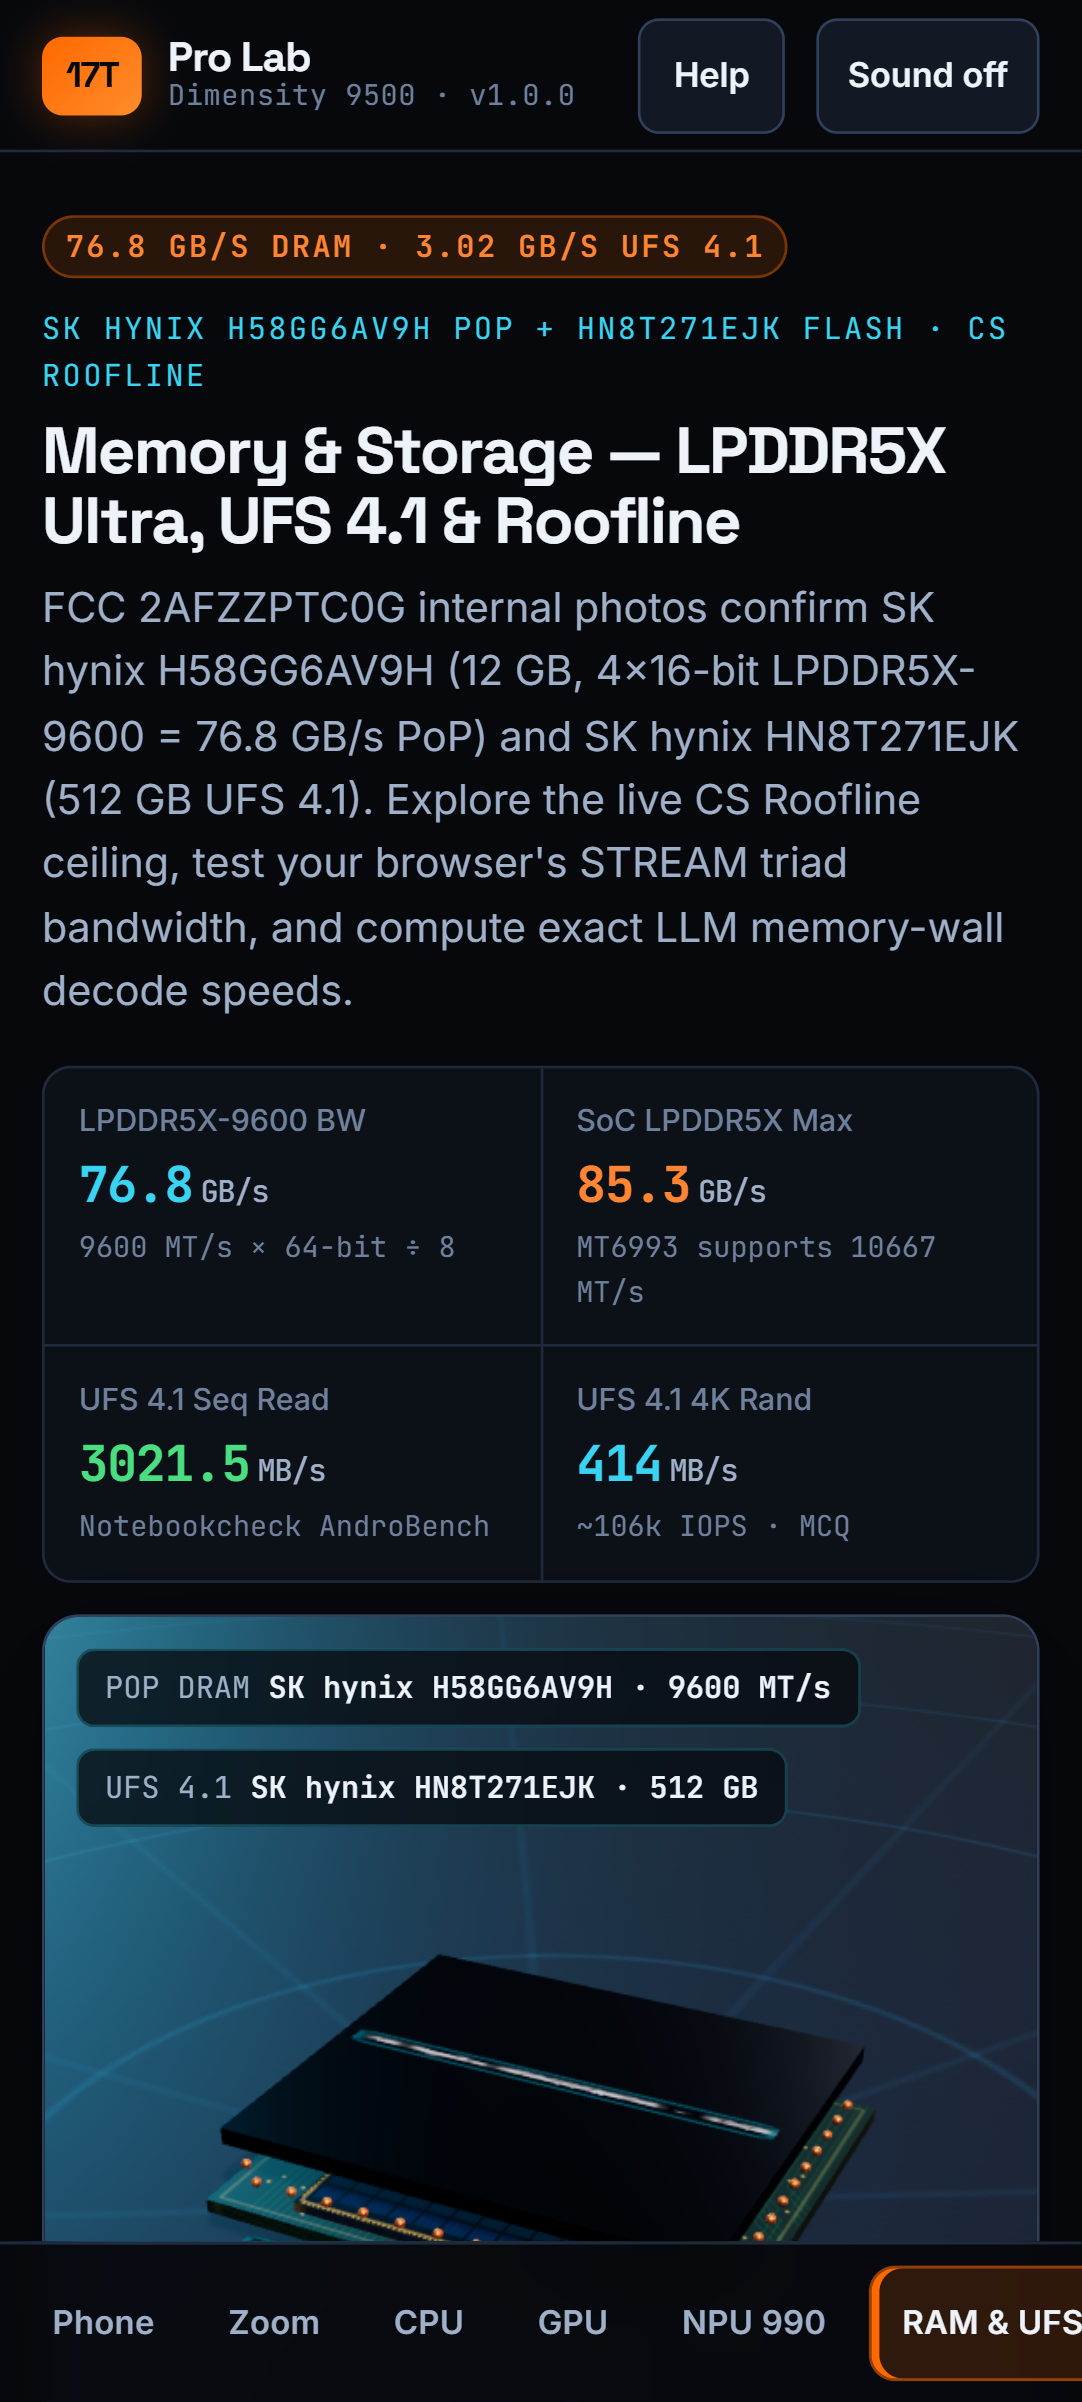 17T
Pro Lab
Dimensity 9500 · v1.0.0
Help
Sound off
76.8 GB/S DRAM · 3.02 GB/S UFS 4.1
SK HYNIX H58GG6AV9H POP + HN8T271EJK FLASH · CS
ROOFLINE
Memory & Storage — LPDDR5X
Ultra, UFS 4.1 & Roofline
FCC 2AFZZPTC0G internal photos confirm SK
hynix H58GG6AV9H (12 GB, 4×16-bit LPDDR5X-
9600 = 76.8 GB/s PoP) and SK hynix HN8T271EJK
(512 GB UFS 4.1). Explore the live CS Roofline
ceiling, test your browser's STREAM triad
bandwidth, and compute exact LLM memory-wall
decode speeds.
LPDDR5X-9600 BW
76.8 GB/s
9600 MT/s × 64-bit ÷ 8
SoC LPDDR5X Max
85.3 GB/s
MT6993 supports 10667
MT/s
UFS 4.1 Seq Read
3021.5 MB/s
Notebookcheck AndroBench
UFS 4.1 4K Rand
414 MB/s
~106k IOPS · MCQ
POP DRAM SK hynix H58GG6AV9H · 9600 MT/s
UFS 4.1 SK hynix HN8T271EJK · 512 GB
Phone
Zoom
CPU
GPU
NPU 990
RAM & UFS